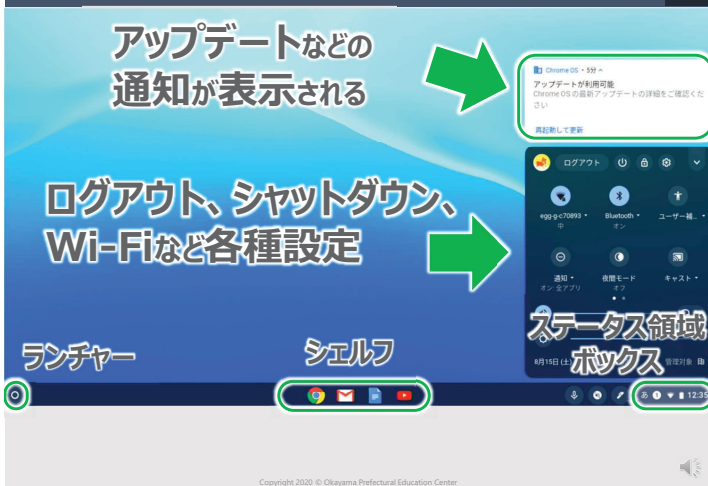 アップデートなどの
通知が表示される
Chrome OS • 5分
アップデートが利用可能
Chrome OS の最新アップデートの詳細をご確認くだ
さい
再起動して更新
ログアウト
ログアウト、シャットダウン、
Wi-Fiなど各種設定
egg-g-c70893
Bluetooth
ユーザー補...
中
オン
通知
夜間モード
キャスト
オン: 全アプリ
オフ
ランチャー
シェルフ
ステータス領域
ボックス
8月15日 (土)
管理対象
あ
12:35
Copyright 2020 © Okayama Prefectural Education Center